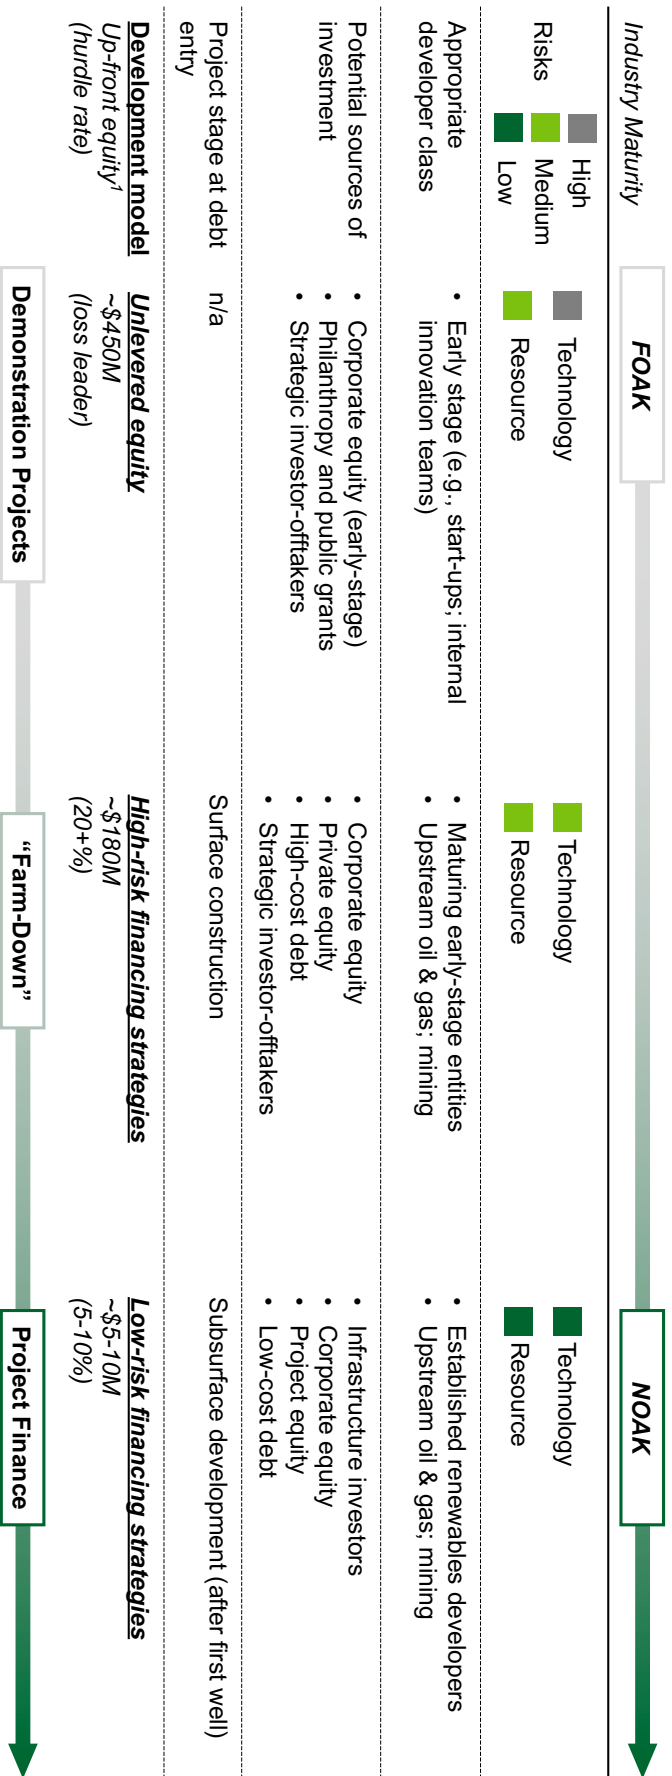 Industry Maturity
FOAK
NOAK
Risks
High
Medium
Low
Technology
Resource
Technology
Resource
Technology
Resource
Appropriate
developer class
• Early stage (e.g., start-ups; internal
innovation teams)
• Maturing early-stage entities
• Upstream oil & gas; mining
• Established renewables developers
• Upstream oil & gas; mining
Potential sources of
investment
• Corporate equity (early-stage)
• Philanthropy and public grants
• Strategic investor-offtakers
• Corporate equity
• Private equity
• High-cost debt
• Strategic investor-offtakers
• Infrastructure investors
• Corporate equity
• Project equity
• Low-cost debt
Project stage at debt
entry
n/a
Surface construction
Subsurface development (after first well)
Development model
Up-front equity¹
(hurdle rate)
Unlevered equity
~$450M
(loss leader)
High-risk financing strategies
~$180M
(20+%)
Low-risk financing strategies
~$5-10M
(5-10%)
Demonstration Projects
“Farm-Down”
Project Finance